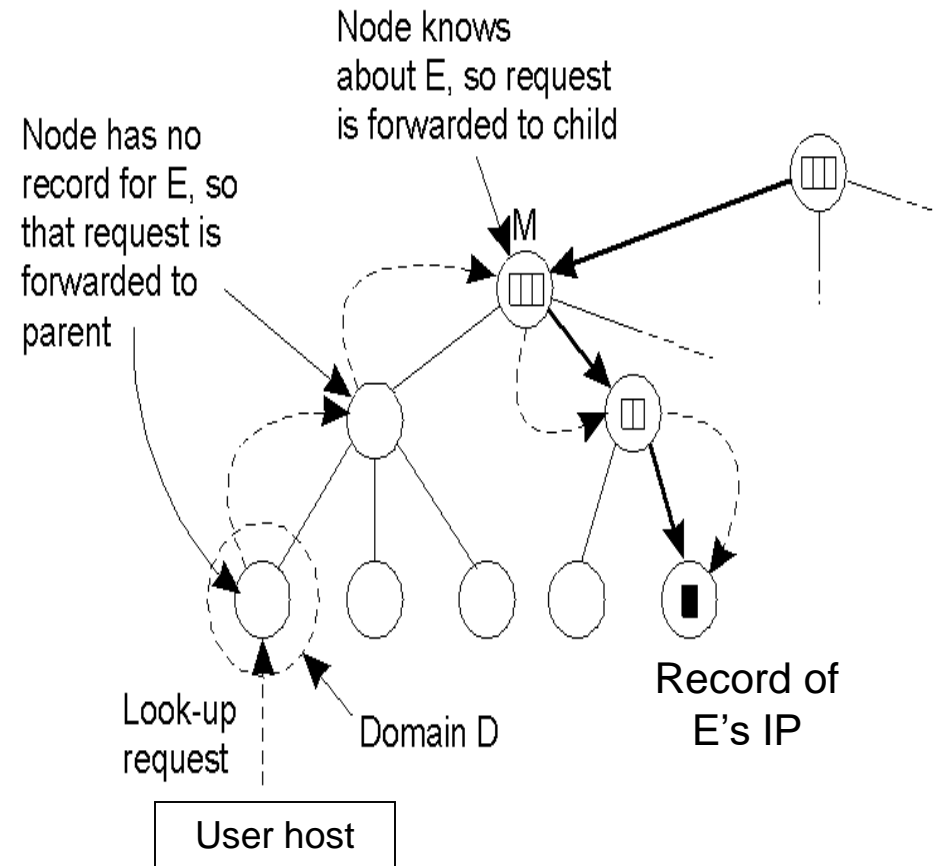 Node knows
about E, so request
is forwarded to child
Node has no
record for E, so
that request is
forwarded to
parent
M
Look-up
request
Domain D
Record of
E’s IP
User host